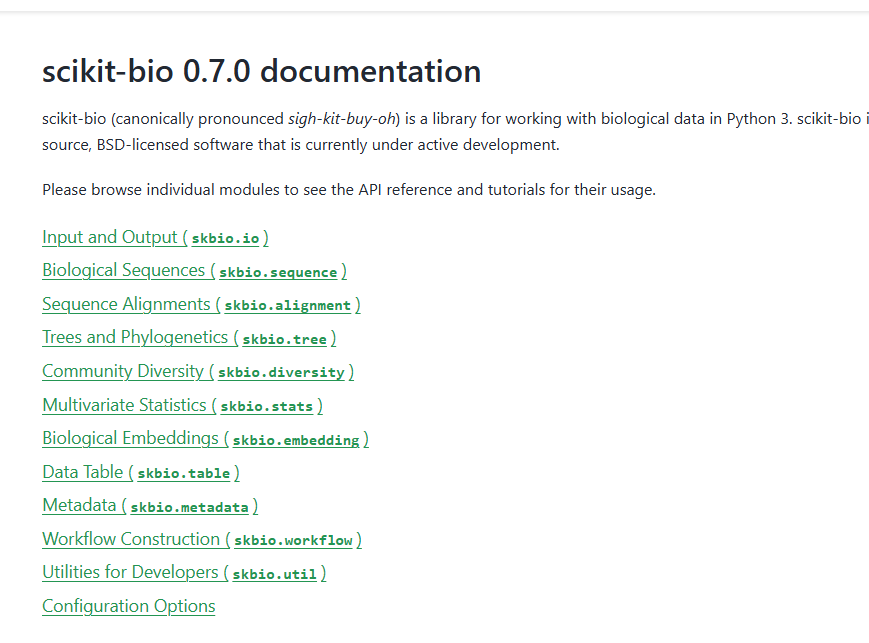 scikit-bio 0.7.0 documentation
scikit-bio (canonically pronounced sigh-kit-buy-oh) is a library for working with biological data in Python 3. scikit-bio
source, BSD-licensed software that is currently under active development.
Please browse individual modules to see the API reference and tutorials for their usage.
Input and Output ( skbio.io )
Biological Sequences ( skbio.sequence )
Sequence Alignments ( skbio.alignment )
Trees and Phylogenetics ( skbio.tree )
Community Diversity ( skbio.diversity )
Multivariate Statistics ( skbio.stats )
Biological Embeddings ( skbio.embedding )
Data Table ( skbio.table )
Metadata ( skbio.metadata )
Workflow Construction ( skbio.workflow )
Utilities for Developers ( skbio.util )
Configuration Options